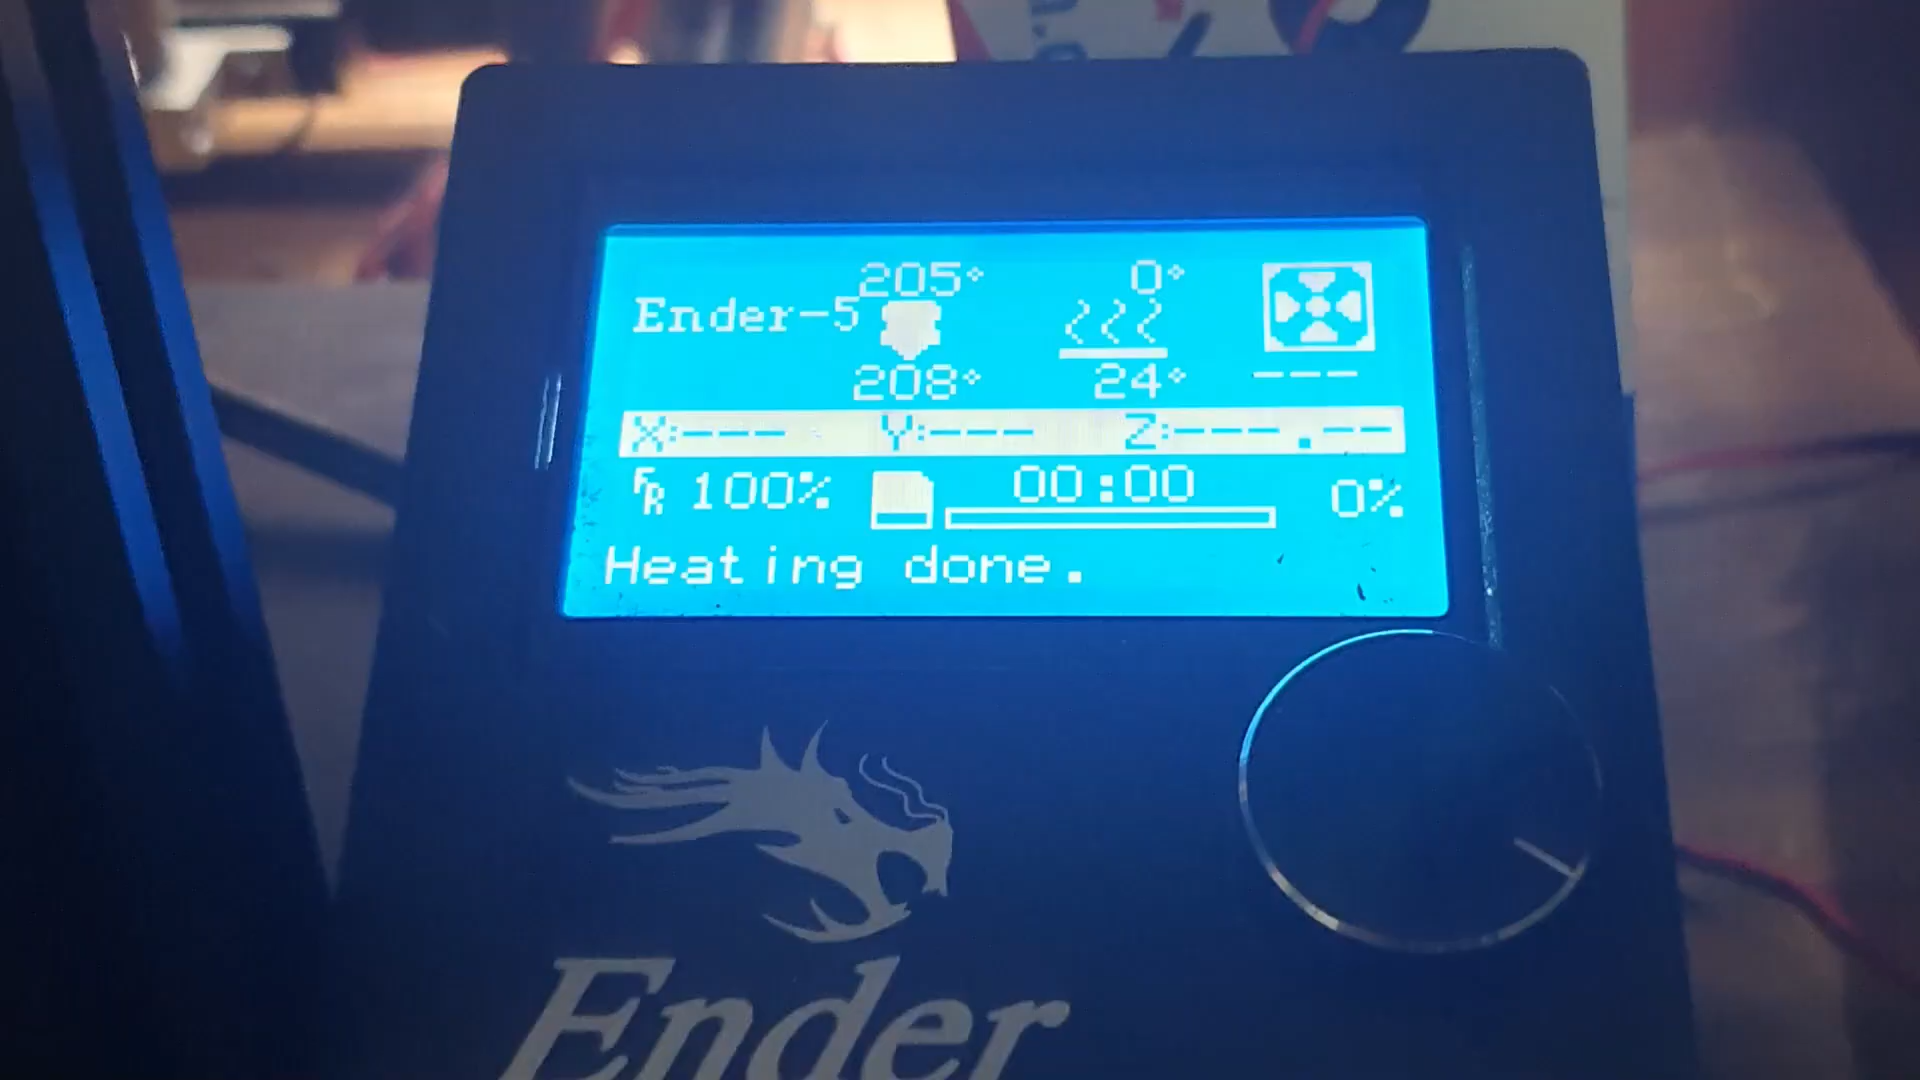 205° 0°
Ender-5
208° 24° ---
X:--- Y:--- Z:---.--
FR 100% 00:00 0%
Heating done.
Ender